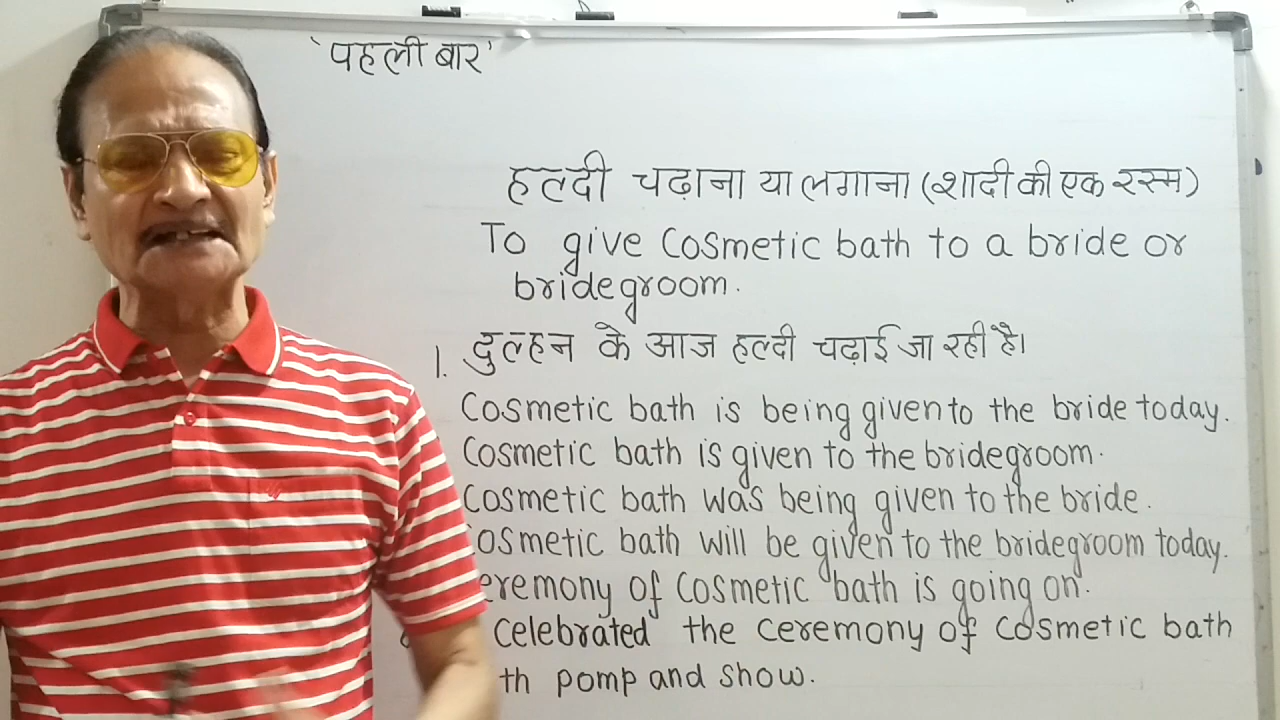 'पहली बार'
हल्दी चढ़ाना या लगाना (शादी की एक रस्म)
To give Cosmetic bath to a bride or
bridegroom.
1. दुल्हन के आज हल्दी चढ़ाई जा रही है।
Cosmetic bath is being given to the bride today.
Cosmetic bath is given to the bridegroom.
Cosmetic bath was being given to the bride.
osmetic bath will be given to the bridegroom today.
eremony of Cosmetic bath is going on.
Celebrated the ceremony of Cosmetic bath
th pomp and show.